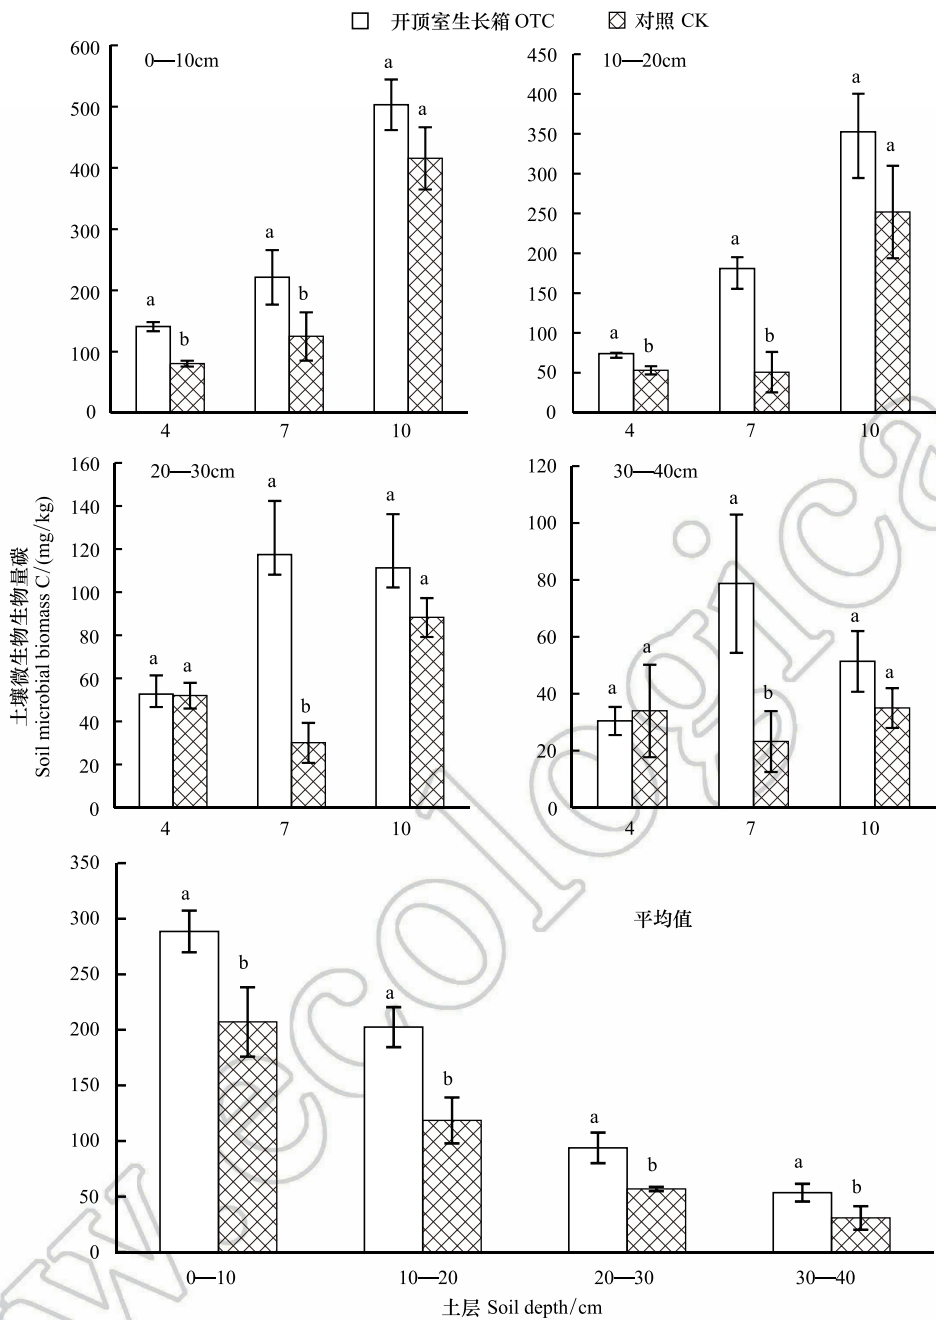 开顶室生长箱 OTC 对照 CK
0—10cm
600
500
400
300
200
100
0
a
b
a
b
a
a
4 7 10
10—20cm
450
400
350
300
250
200
150
100
50
0
a
b
a
b
a
a
4 7 10
土壤微生物生物量碳
Soil microbial biomass C/(mg/kg)
20—30cm
160
140
120
100
80
60
40
20
0
a
a
a
b
a
a
4 7 10
30—40cm
120
100
80
60
40
20
0
a
a
a
b
a
a
4 7 10
平均值
350
300
250
200
150
100
50
0
a
b
a
b
a
b
a
b
0—10 10—20 20—30 30—40
土层 Soil depth/cm
w.ecologica